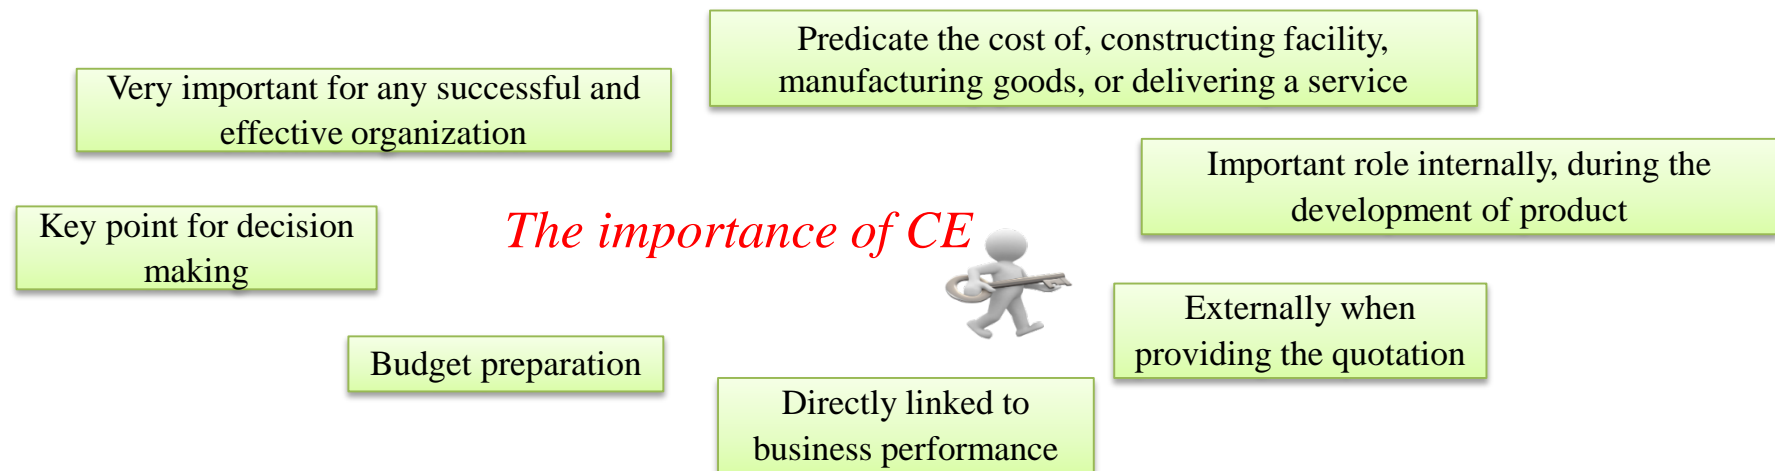 Predicate the cost of, constructing facility,
manufacturing goods, or delivering a service
Very important for any successful and
effective organization
Important role internally, during the
development of product
Key point for decision
making
The importance of CE
Externally when
providing the quotation
Budget preparation
Directly linked to
business performance